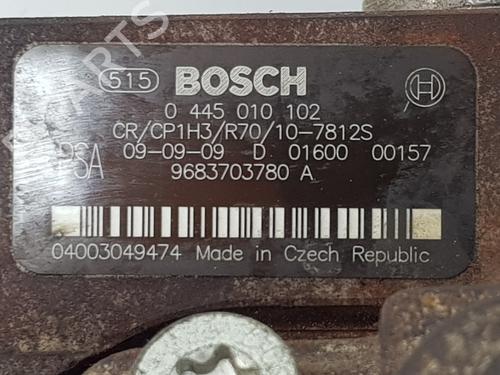 515 BOSCH
0 445 010 102
CR/CP1H3/R70/10-7812S
PSA 09-09-09 D 01600 00157
9683703780 A
04003049474 Made in Czech Republic